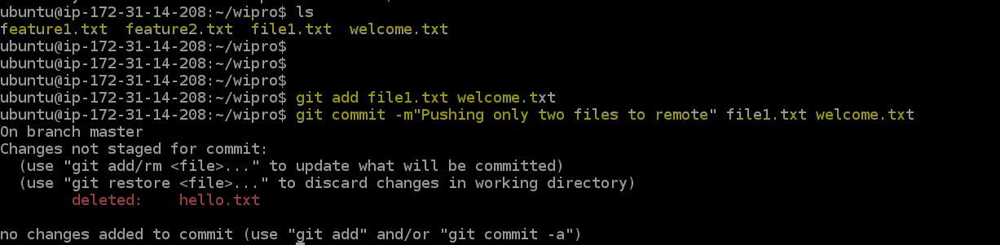 ubuntu@ip-172-31-14-208:~/wipro$ ls
feature1.txt  feature2.txt  file1.txt  welcome.txt
ubuntu@ip-172-31-14-208:~/wipro$
ubuntu@ip-172-31-14-208:~/wipro$
ubuntu@ip-172-31-14-208:~/wipro$
ubuntu@ip-172-31-14-208:~/wipro$ git add file1.txt welcome.txt
ubuntu@ip-172-31-14-208:~/wipro$ git commit -m"Pushing only two files to remote" file1.txt welcome.txt
On branch master
Changes not staged for commit:
  (use "git add/rm <file>..." to update what will be committed)
  (use "git restore <file>..." to discard changes in working directory)
        deleted:    hello.txt

no changes added to commit (use "git add" and/or "git commit -a")